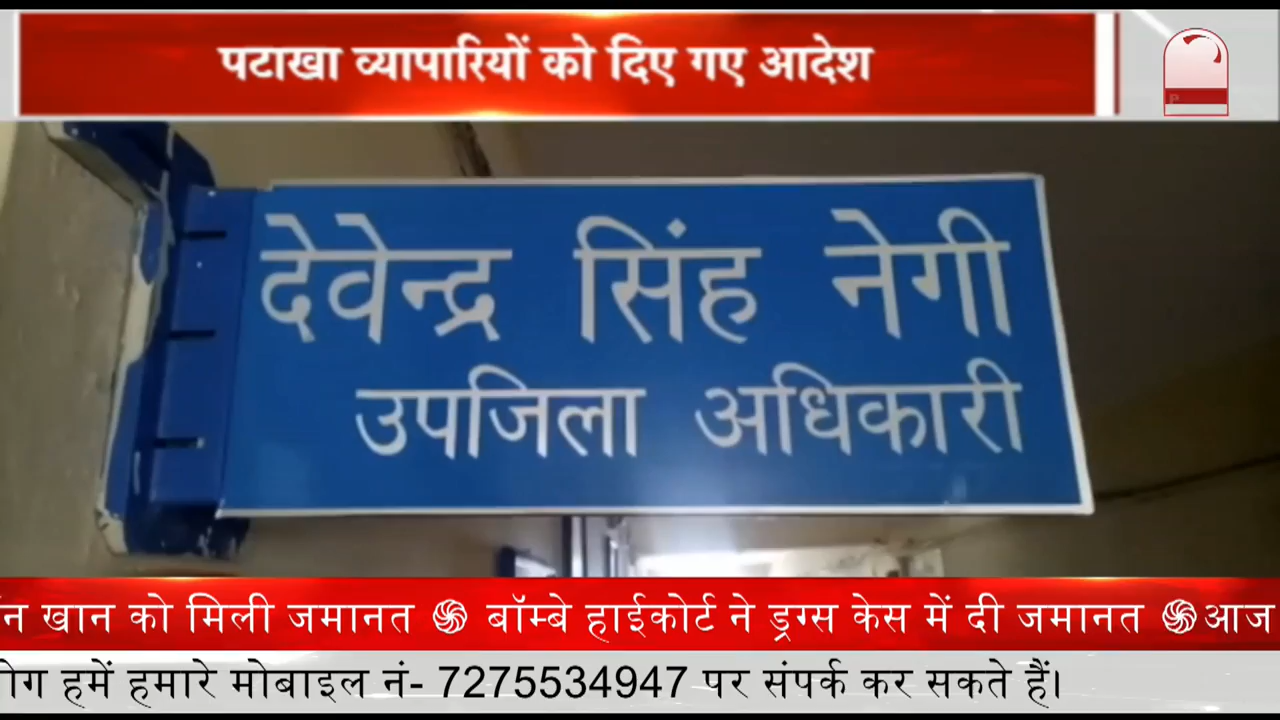 पटाखा व्यापारियों को दिए गए आदेश
P
देवेन्द्र सिंह नेगी
उपजिला अधिकारी
खान को मिली जमानत ֍ बॉम्बे हाईकोर्ट ने ड्रग्स केस में दी जमानत ֍आज
हमें हमारे मोबाइल नं- 7275534947 पर संपर्क कर सकते हैं।